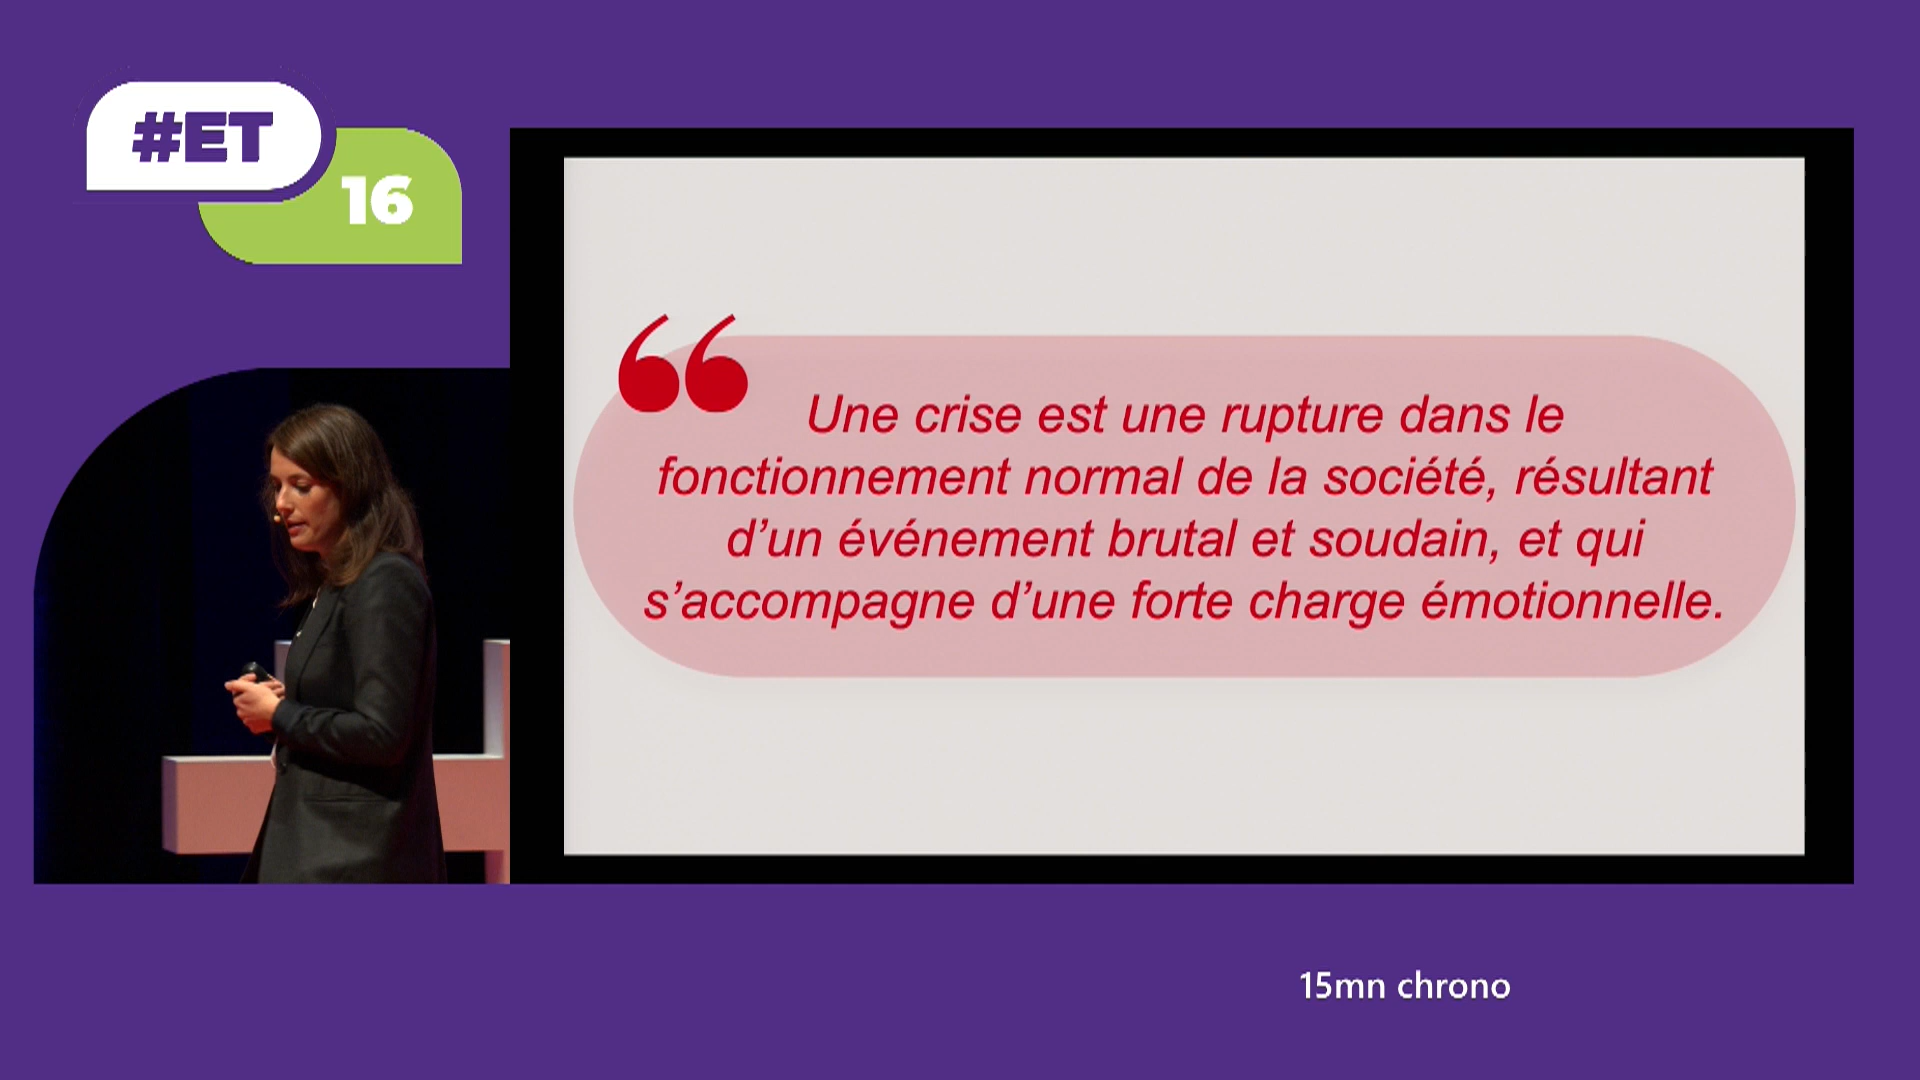 #ET
16
Une crise est une rupture dans le
fonctionnement normal de la société, résultant
d’un événement brutal et soudain, et qui
s’accompagne d’une forte charge émotionnelle.
15mn chrono